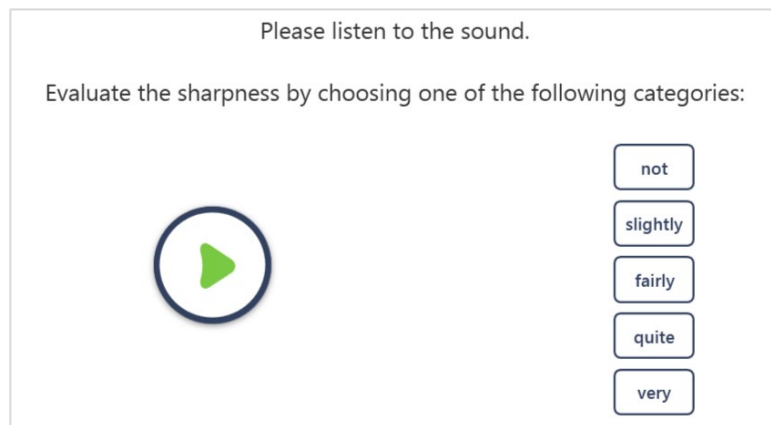 Please listen to the sound.
Evaluate the sharpness by choosing one of the following categories:
not
slightly
fairly
quite
very